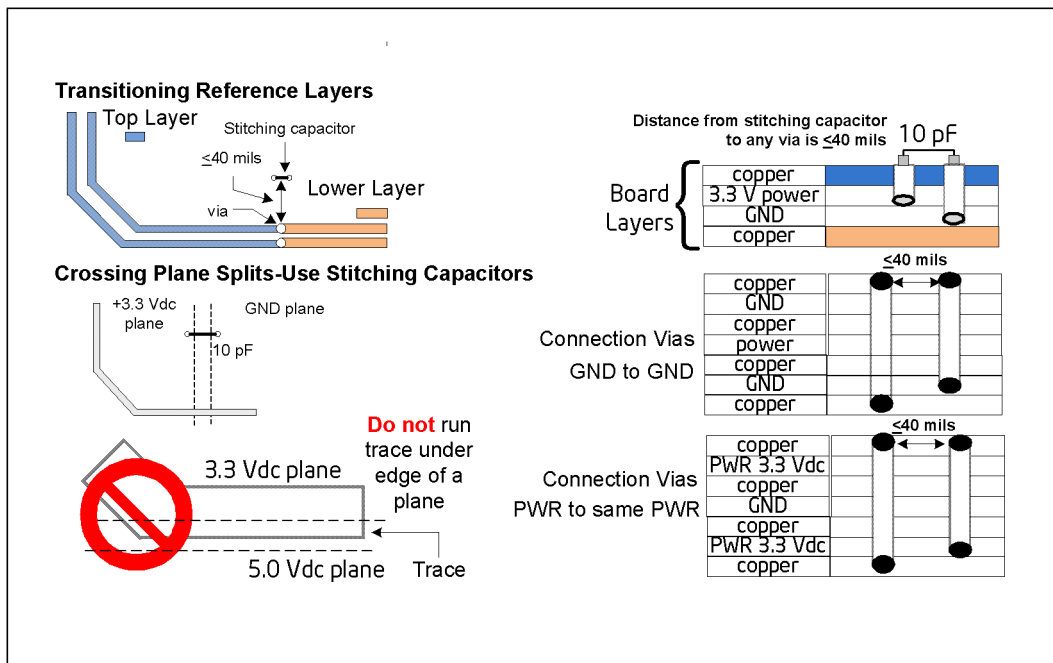 Transitioning Reference Layers
Top Layer
Stitching capacitor
≤40 mils
Lower Layer
via
Crossing Plane Splits-Use Stitching Capacitors
+3.3 Vdc
plane
GND plane
10 pF
Do not run
trace under
edge of a
plane
3.3 Vdc plane
5.0 Vdc plane
Trace
Distance from stitching capacitor
to any via is ≤40 mils
10 pF
Board
Layers
copper
3.3 V power
GND
copper
≤40 mils
Connection Vias
GND to GND
copper
GND
copper
power
copper
GND
copper
≤40 mils
Connection Vias
PWR to same PWR
copper
PWR 3.3 Vdc
copper
GND
copper
PWR 3.3 Vdc
copper